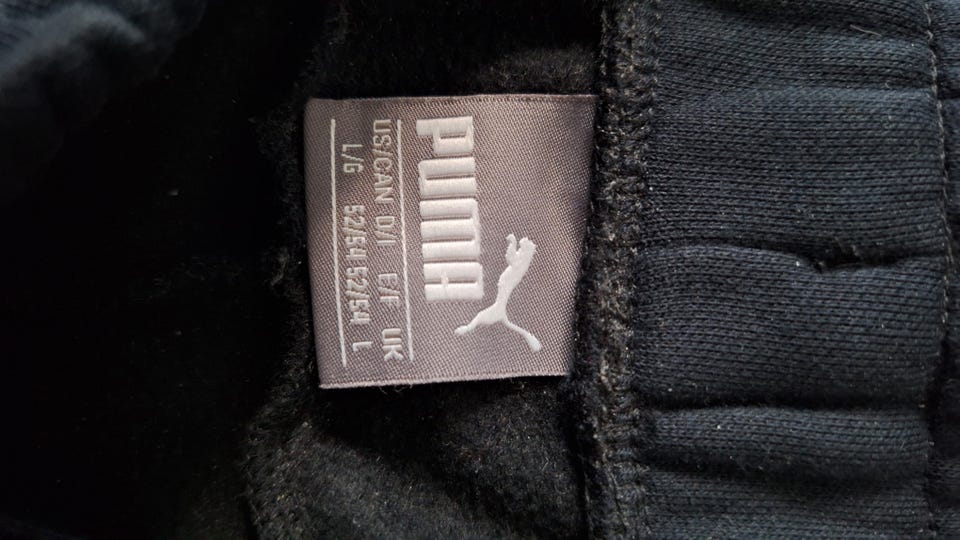 PUMA
US/CAN D/I E/F UK
L/G 52/54 52/54 L